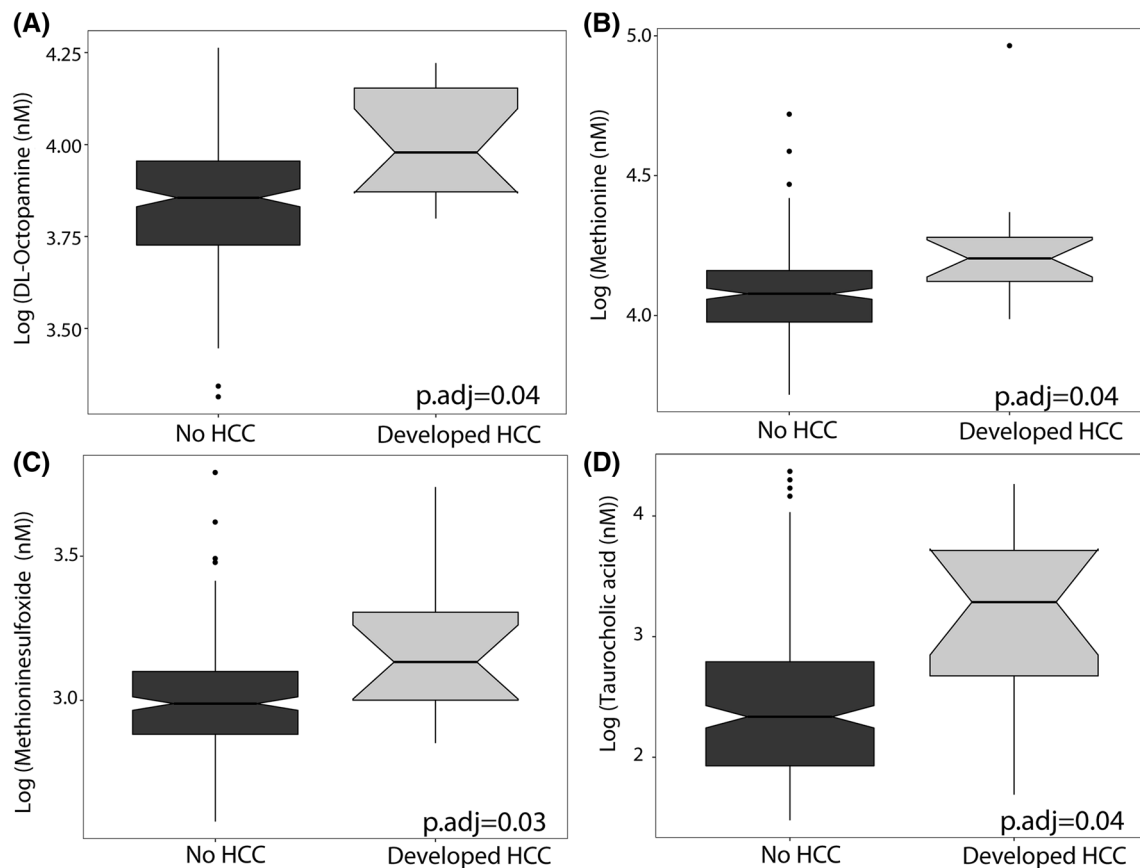 (A)
Log (DL-Octopamine (nM))
4.25
4.00
3.75
3.50
p.adj=0.04
No HCC
Developed HCC
(B)
Log (Methionine (nM))
5.0
4.5
4.0
p.adj=0.04
No HCC
Developed HCC
(C)
Log (Methioninesulfoxide (nM))
3.5
3.0
p.adj=0.03
No HCC
Developed HCC
(D)
Log (Taurocholic acid (nM))
4
3
2
p.adj=0.04
No HCC
Developed HCC